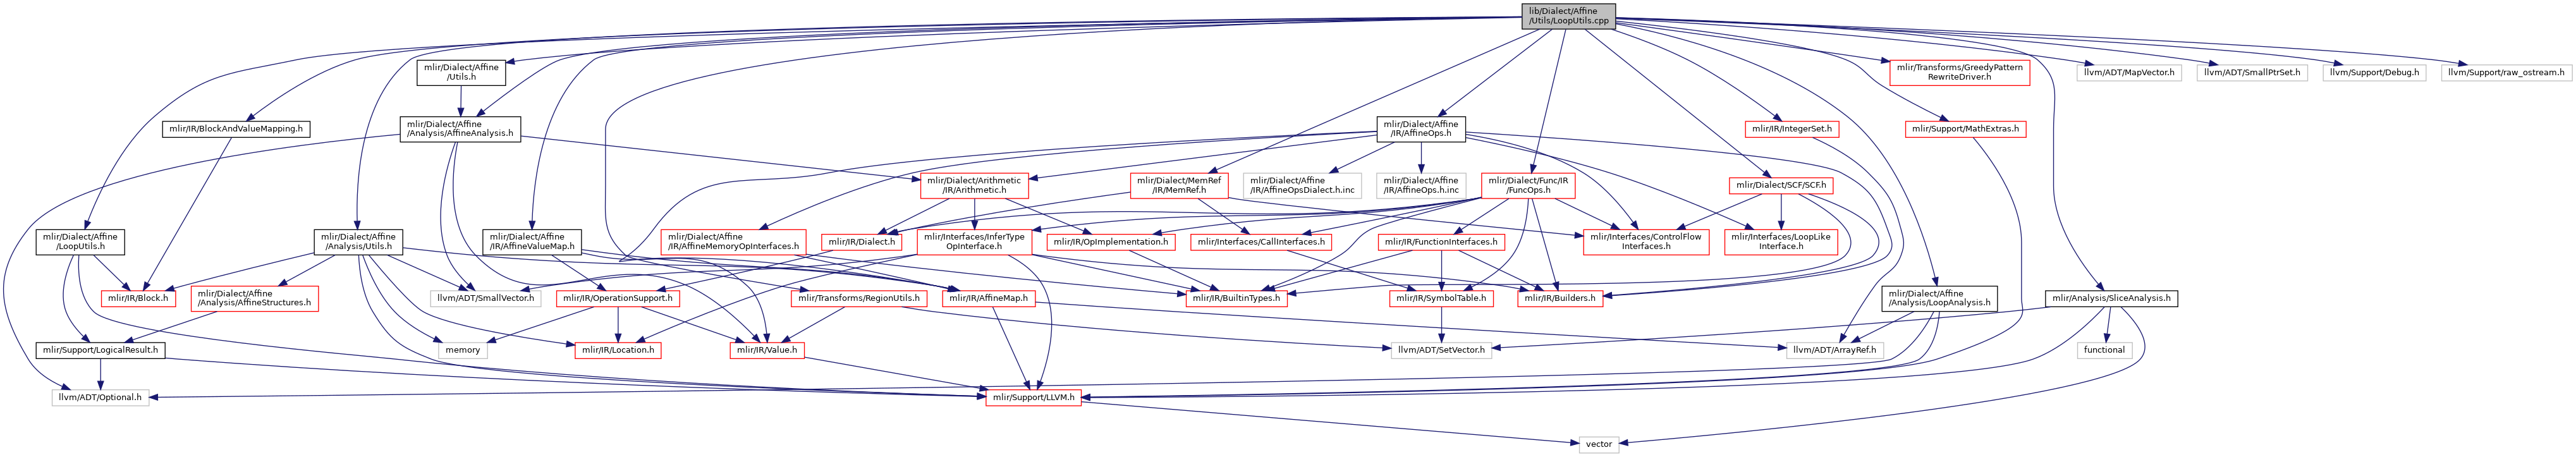 lib/Dialect/Affine
/Utils/LoopUtils.cpp
mlir/Dialect/Affine
/Utils.h
mlir/Transforms/GreedyPattern
RewriteDriver.h
llvm/ADT/MapVector.h
llvm/ADT/SmallPtrSet.h
llvm/Support/Debug.h
llvm/Support/raw_ostream.h
mlir/IR/BlockAndValueMapping.h
mlir/Dialect/Affine
/Analysis/AffineAnalysis.h
mlir/Dialect/Affine
/IR/AffineOps.h
mlir/IR/IntegerSet.h
mlir/Support/MathExtras.h
mlir/Dialect/Arithmetic
/IR/Arithmetic.h
mlir/Dialect/MemRef
/IR/MemRef.h
mlir/Dialect/Affine
/IR/AffineOpsDialect.h.inc
mlir/Dialect/Affine
/IR/AffineOps.h.inc
mlir/Dialect/Func/IR
/FuncOps.h
mlir/Dialect/SCF/SCF.h
mlir/Dialect/Affine
/LoopUtils.h
mlir/Dialect/Affine
/Analysis/Utils.h
mlir/Dialect/Affine
/IR/AffineValueMap.h
mlir/Dialect/Affine
/IR/AffineMemoryOpInterfaces.h
mlir/IR/Dialect.h
mlir/Interfaces/InferType
OpInterface.h
mlir/IR/OpImplementation.h
mlir/Interfaces/CallInterfaces.h
mlir/IR/FunctionInterfaces.h
mlir/Interfaces/ControlFlow
Interfaces.h
mlir/Interfaces/LoopLike
Interface.h
mlir/IR/Block.h
mlir/Dialect/Affine
/Analysis/AffineStructures.h
llvm/ADT/SmallVector.h
mlir/IR/OperationSupport.h
mlir/Transforms/RegionUtils.h
mlir/IR/AffineMap.h
mlir/IR/BuiltinTypes.h
mlir/IR/SymbolTable.h
mlir/IR/Builders.h
mlir/Dialect/Affine
/Analysis/LoopAnalysis.h
mlir/Analysis/SliceAnalysis.h
mlir/Support/LogicalResult.h
memory
mlir/IR/Location.h
mlir/IR/Value.h
llvm/ADT/SetVector.h
llvm/ADT/ArrayRef.h
functional
llvm/ADT/Optional.h
mlir/Support/LLVM.h
vector